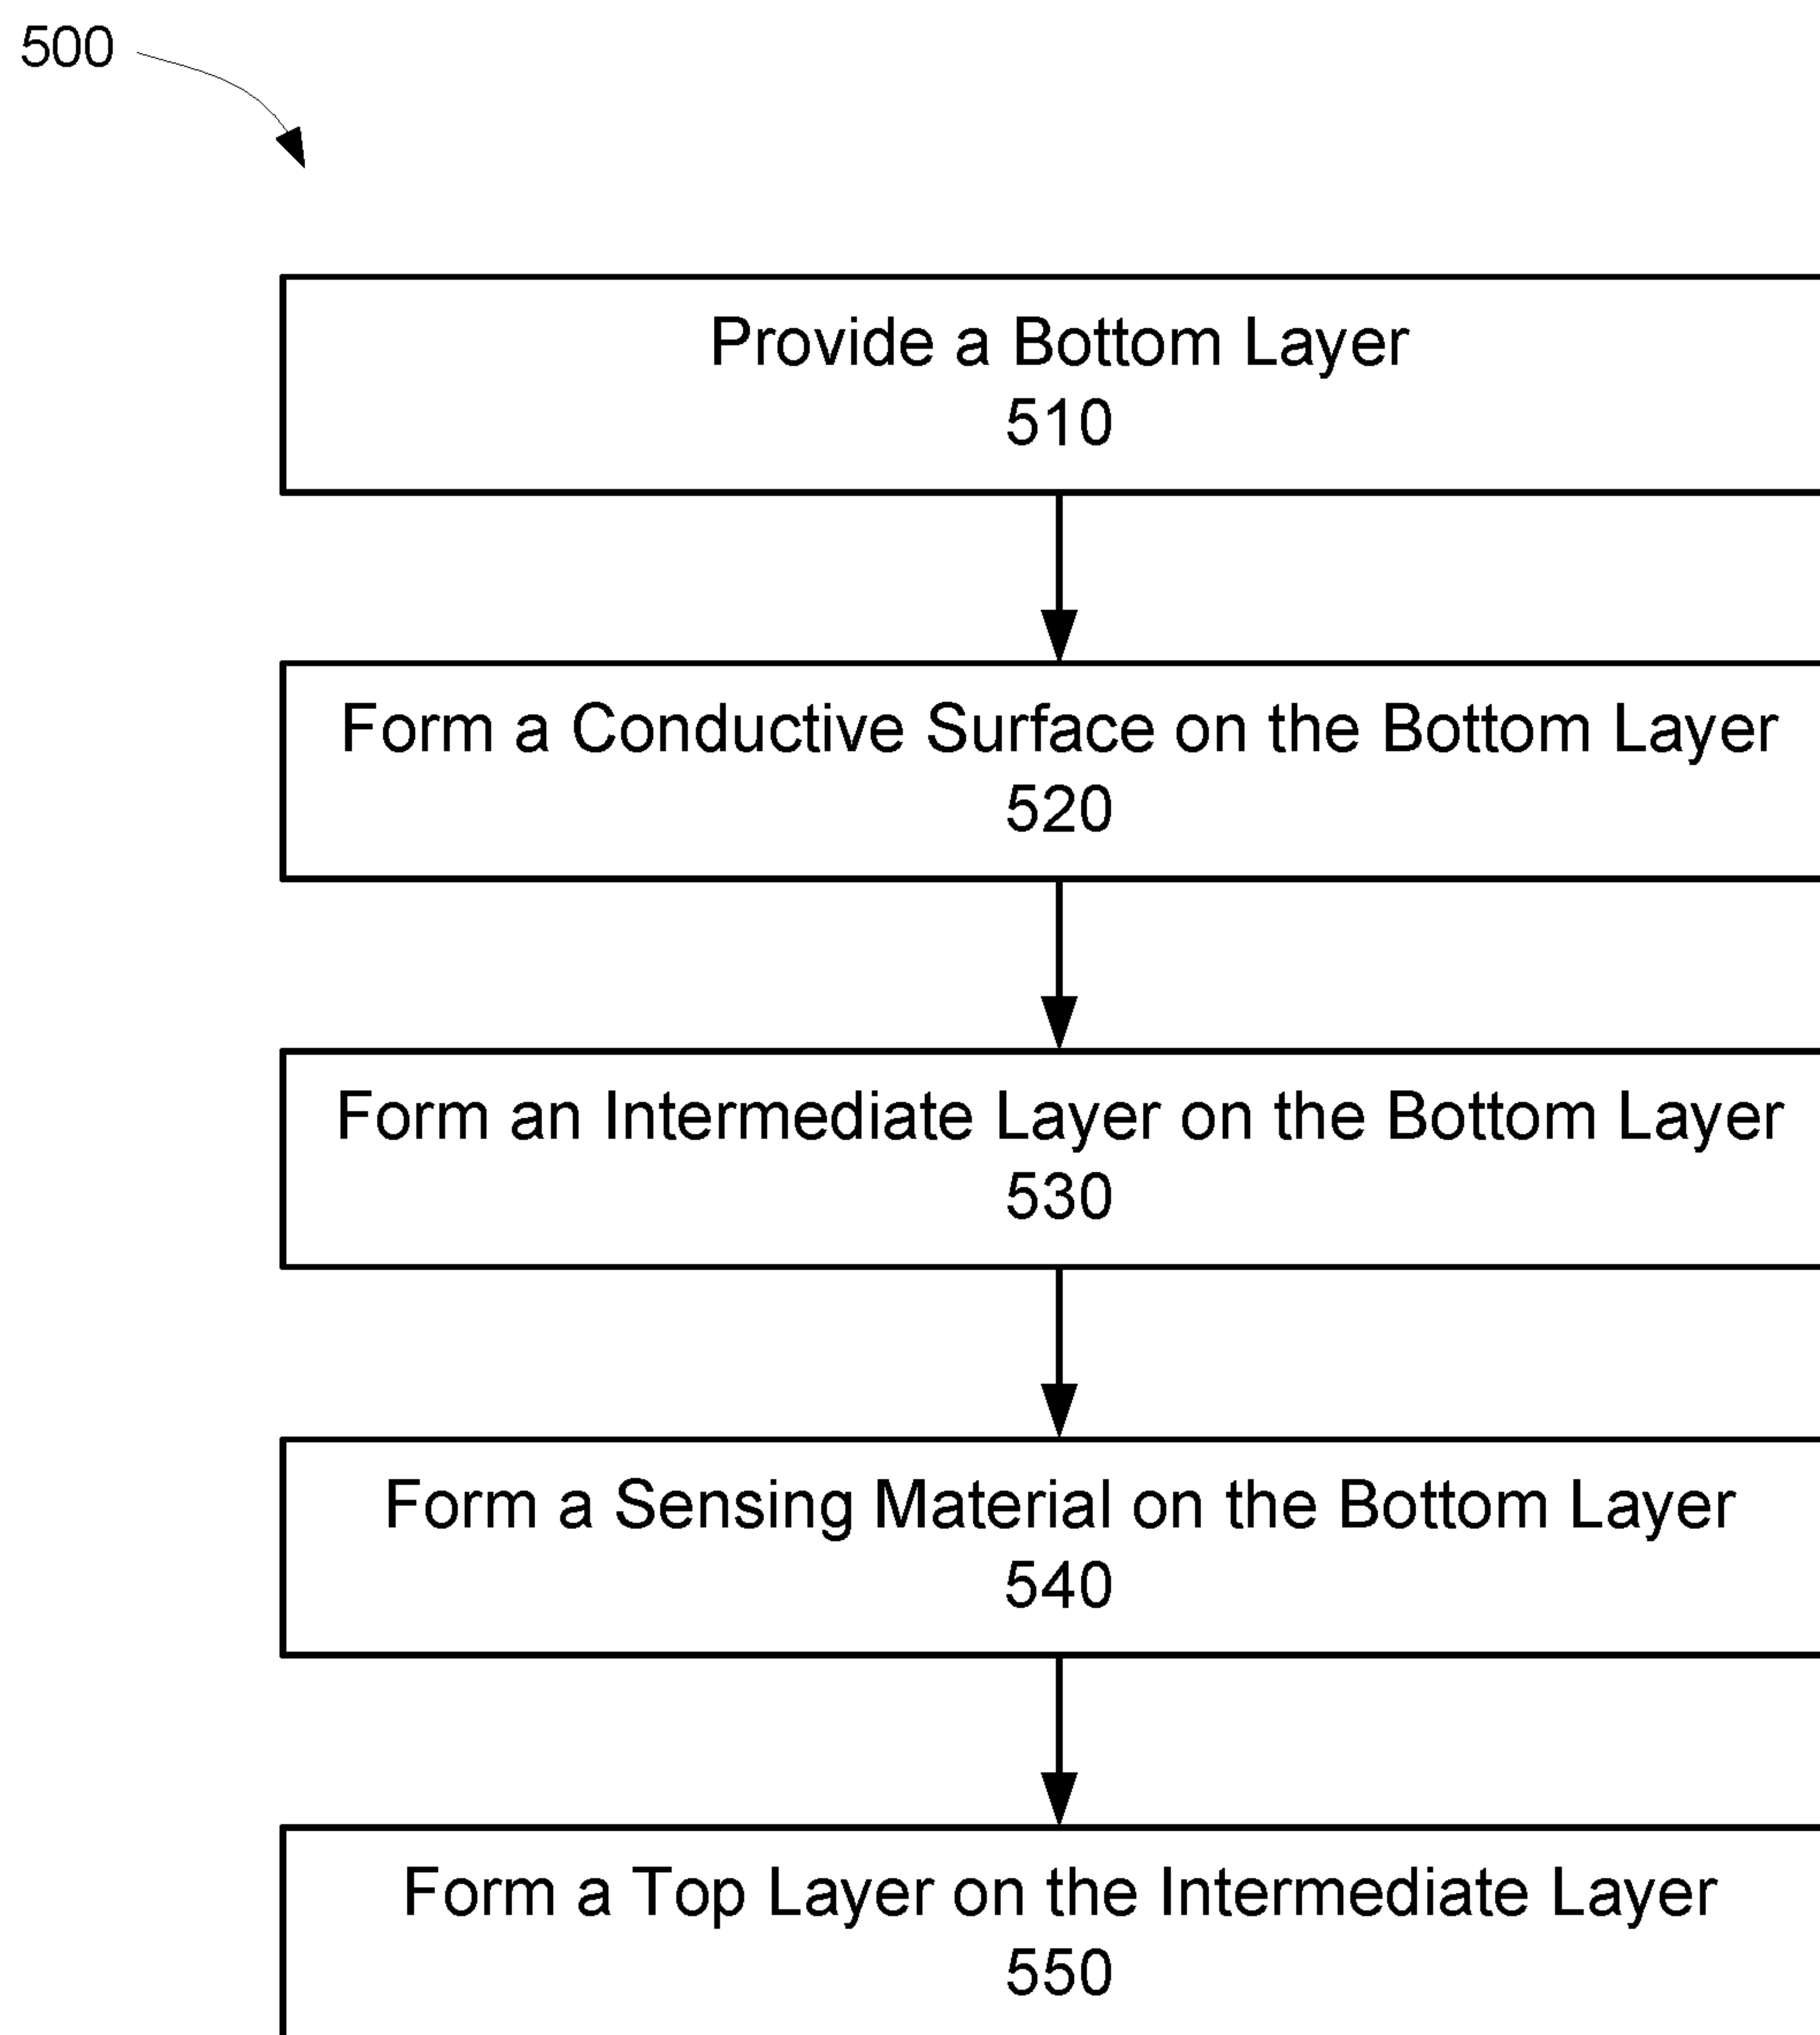 500
Provide a Bottom Layer
510
Form a Conductive Surface on the Bottom Layer
520
Form an Intermediate Layer on the Bottom Layer
530
Form a Sensing Material on the Bottom Layer
540
Form a Top Layer on the Intermediate Layer
550